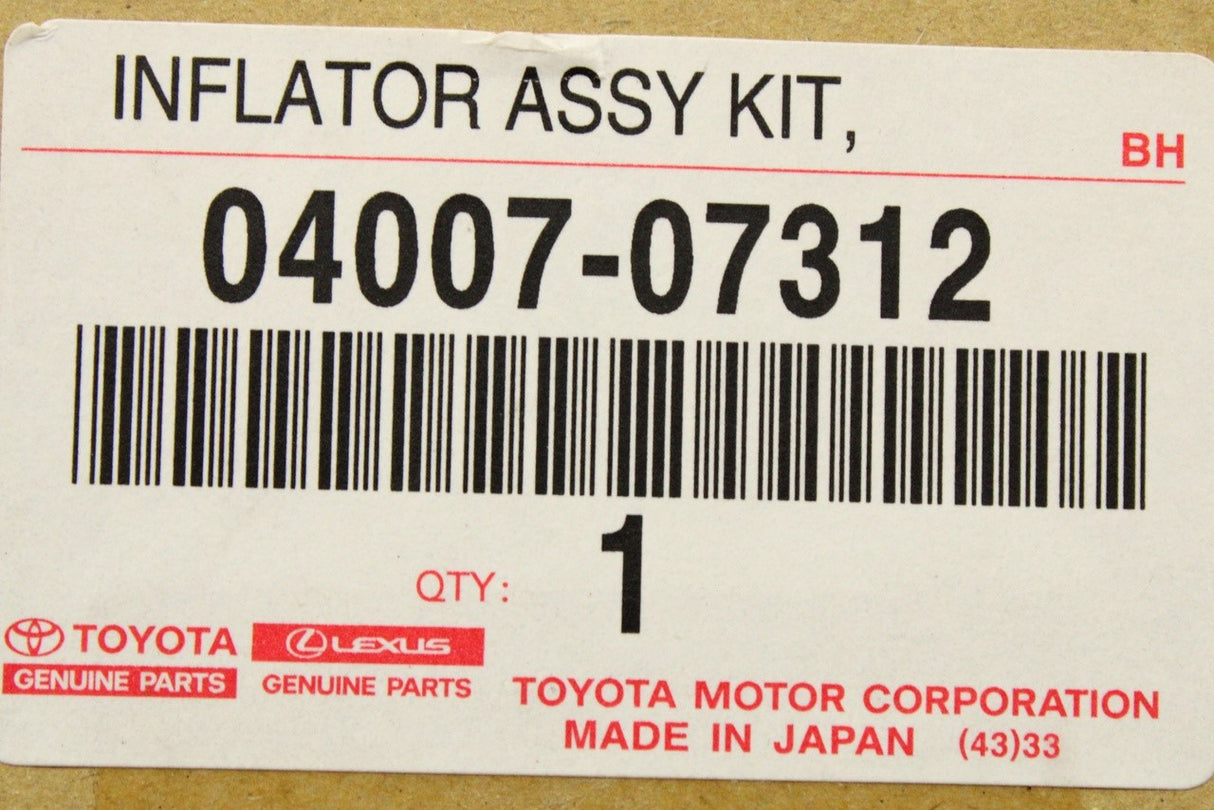 INFLATOR ASSY KIT,
BH
04007-07312
QTY: 1
TOYOTA
GENUINE PARTS
LEXUS
GENUINE PARTS
TOYOTA MOTOR CORPORATION
MADE IN JAPAN (43)33